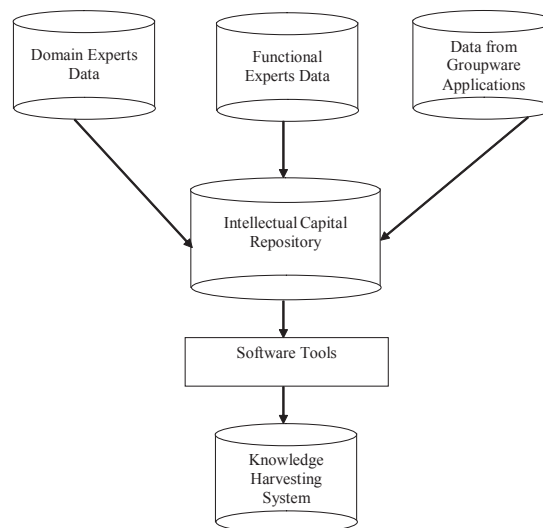 Domain Experts
Data
Functional
Experts Data
Data from
Groupware
Applications
Intellectual Capital
Repository
Software Tools
Knowledge
Harvesting
System